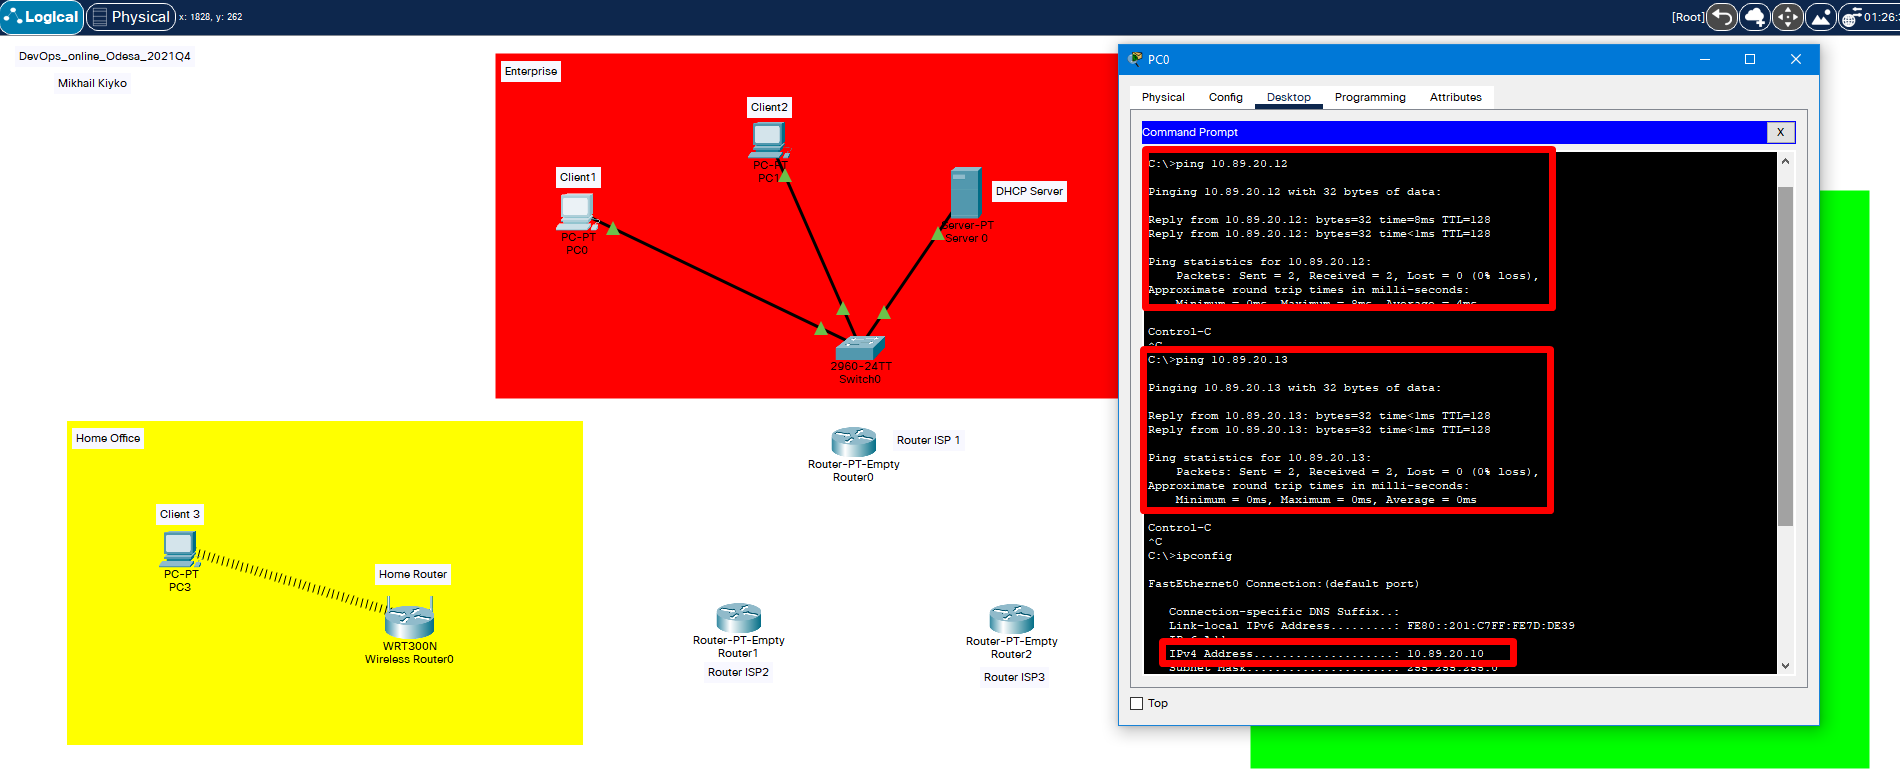 Logical
Physical
x: 1828, y: 262
[Root]
01:26:
DevOps_online_Odesa_2021Q4
Mikhail Kiyko
Enterprise
Client2
PC-PT
PC1
Client1
PC-PT
PC0
DHCP Server
Server-PT
Server 0
2960-24TT
Switch0
Home Office
Client 3
PC-PT
PC3
Home Router
WRT300N
Wireless Router0
Router ISP 1
Router-PT-Empty
Router0
Router-PT-Empty
Router1
Router ISP2
Router-PT-Empty
Router2
Router ISP3
PC0
Physical Config Desktop Programming Attributes
Command Prompt
X
C:\>ping 10.89.20.12
Pinging 10.89.20.12 with 32 bytes of data:
Reply from 10.89.20.12: bytes=32 time=8ms TTL=128
Reply from 10.89.20.12: bytes=32 time<1ms TTL=128
Ping statistics for 10.89.20.12:
Packets: Sent = 2, Received = 2, Lost = 0 (0% loss),
Approximate round trip times in milli-seconds:
Minimum = 0ms, Maximum = 8ms, Average = 4ms
Control-C
^C
C:\>ping 10.89.20.13
Pinging 10.89.20.13 with 32 bytes of data:
Reply from 10.89.20.13: bytes=32 time<1ms TTL=128
Reply from 10.89.20.13: bytes=32 time<1ms TTL=128
Ping statistics for 10.89.20.13:
Packets: Sent = 2, Received = 2, Lost = 0 (0% loss),
Approximate round trip times in milli-seconds:
Minimum = 0ms, Maximum = 0ms, Average = 0ms
Control-C
^C
C:\>ipconfig
FastEthernet0 Connection:(default port)
Connection-specific DNS Suffix..:
Link-local IPv6 Address.........: FE80::201:C7FF:FE7D:DE39
IPv4 Address....................: 10.89.20.10
Subnet Mask.....................: 255.255.255.0
Top